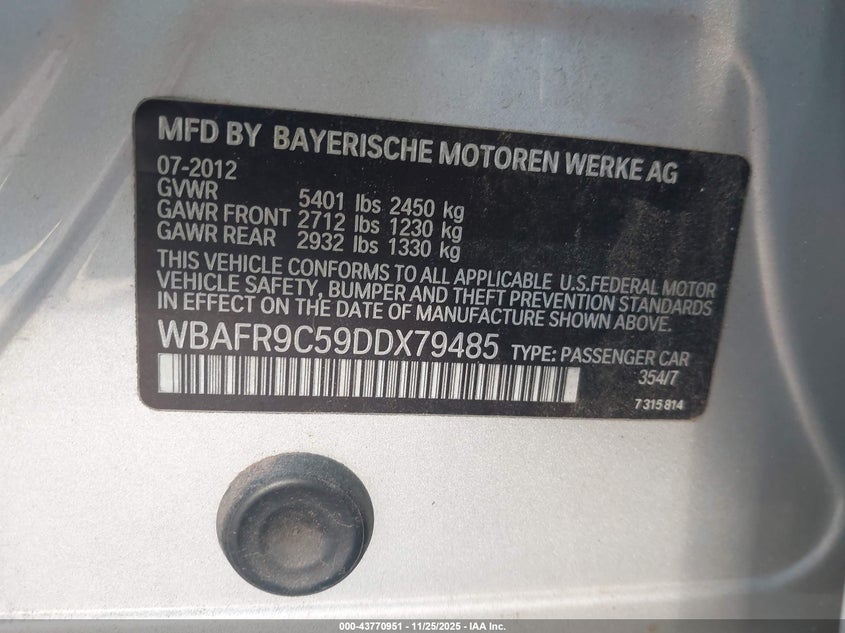 MFD BY BAYERISCHE MOTOREN WERKE AG
07-2012
GVWR 5401 lbs 2450 kg
GAWR FRONT 2712 lbs 1230 kg
GAWR REAR 2932 lbs 1330 kg
THIS VEHICLE CONFORMS TO ALL APPLICABLE U.S.FEDERAL MOTOR
VEHICLE SAFETY, BUMPER AND THEFT PREVENTION STANDARDS
IN EFFECT ON THE DATE OF MANUFACTURE SHOWN ABOVE.
WBAFR9C59DDX79485 TYPE: PASSENGER CAR
354/7
7315814
000-43770951 | 11/25/2025 - IAA Inc.